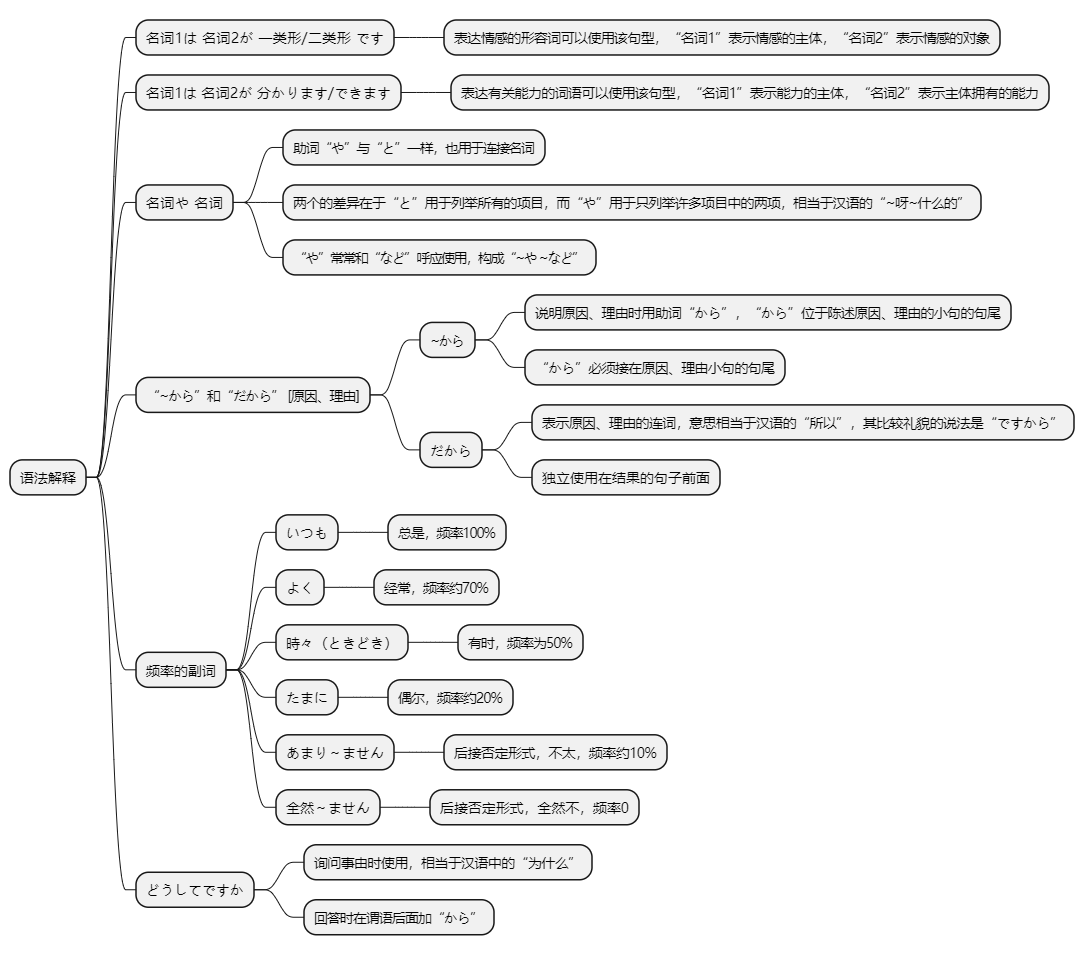 名词1は 名词2が 一类形/二类形 です
表达情感的形容词可以使用该句型，“名词1”表示情感的主体，“名词2”表示情感的对象
名词1は 名词2が 分かります/できます
表达有关能力的词语可以使用该句型，“名词1”表示能力的主体，“名词2”表示主体拥有的能力
名词や 名词
助词“や”与“と”一样，也用于连接名词
两个的差异在于“と”用于列举所有的项目，而“や”用于只列举许多项目中的两项，相当于汉语的“~呀~什么的”
“や”常常和“など”呼应使用，构成“~や~など”
“~から”和“だから” [原因、理由]
~から
说明原因、理由时用助词“から”，“から”位于陈述原因、理由的小句的句尾
“から”必须接在原因、理由小句的句尾
だから
表示原因、理由的连词，意思相当于汉语的“所以”，其比较礼貌的说法是“ですから”
独立使用在结果的句子前面
语法解释
频率的副词
いつも
总是，频率100%
よく
经常，频率约70%
時々（ときどき）
有时，频率为50%
たまに
偶尔，频率约20%
あまり～ません
后接否定形式，不太，频率约10%
全然～ません
后接否定形式，全然不，频率0
どうしてですか
询问事由时使用，相当于汉语中的“为什么”
回答时在谓语后面加“から”